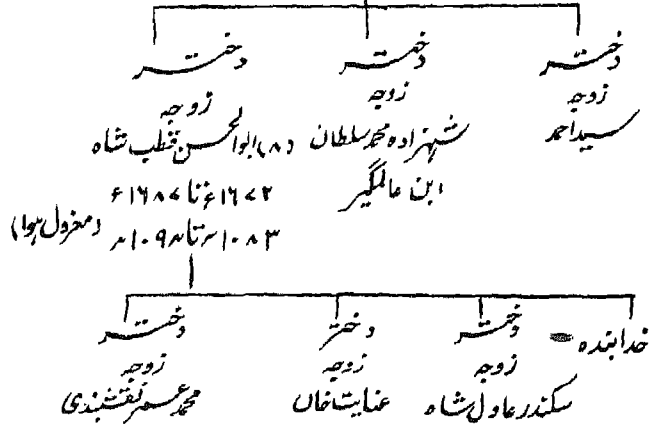 دختر دختر دختر
زوجہ زوجہ زوجہ
سید احمد شہزادہ محمد سلطان (۸) ابوالحسن قطب شاہ
ابن عالمگیر ۱۶۷۲ء تا ۱۶۸۷ء
۱۰۸۳ھ تا ۱۰۹۸ھ (معزول ہوا)
خدابندہ دختر دختر دختر
زوجہ زوجہ زوجہ
سکندر عادل شاہ عنایت خاں محمد عسر نقشبندی